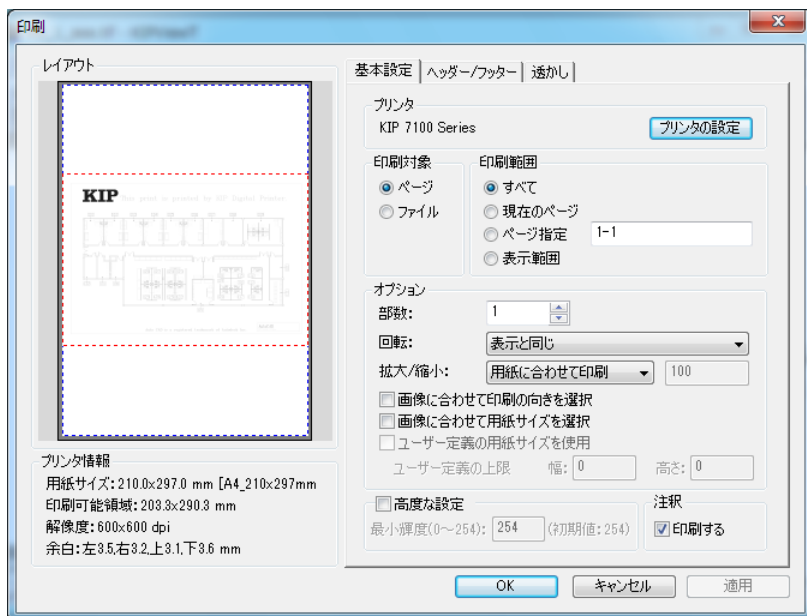 印刷
レイアウト
KIP This print is printed by KIP Digital Printer.
プリンタ情報
用紙サイズ:210.0x297.0 mm [A4_210x297mm
印刷可能領域:203.3x290.3 mm
解像度:600x600 dpi
余白:左3.5,右3.2,上3.1,下3.6 mm
基本設定 ヘッダー/フッター 透かし
プリンタ
KIP 7100 Series プリンタの設定
印刷対象
ページ
ファイル
印刷範囲
すべて
現在のページ
ページ指定 1-1
表示範囲
オプション
部数: 1
回転: 表示と同じ
拡大/縮小: 用紙に合わせて印刷 100
画像に合わせて印刷の向きを選択
画像に合わせて用紙サイズを選択
ユーザー定義の用紙サイズを使用
ユーザー定義の上限 幅: 0 高さ: 0
高度な設定
最小輝度(0~254): 254 (初期値:254)
注釈
印刷する
OK キャンセル 適用